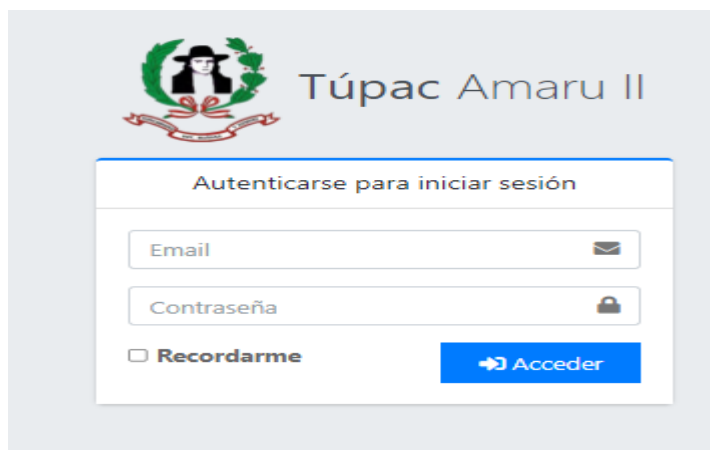 Túpac Amaru II
Autenticarse para iniciar sesión
Email
Contraseña
Recordarme
Acceder